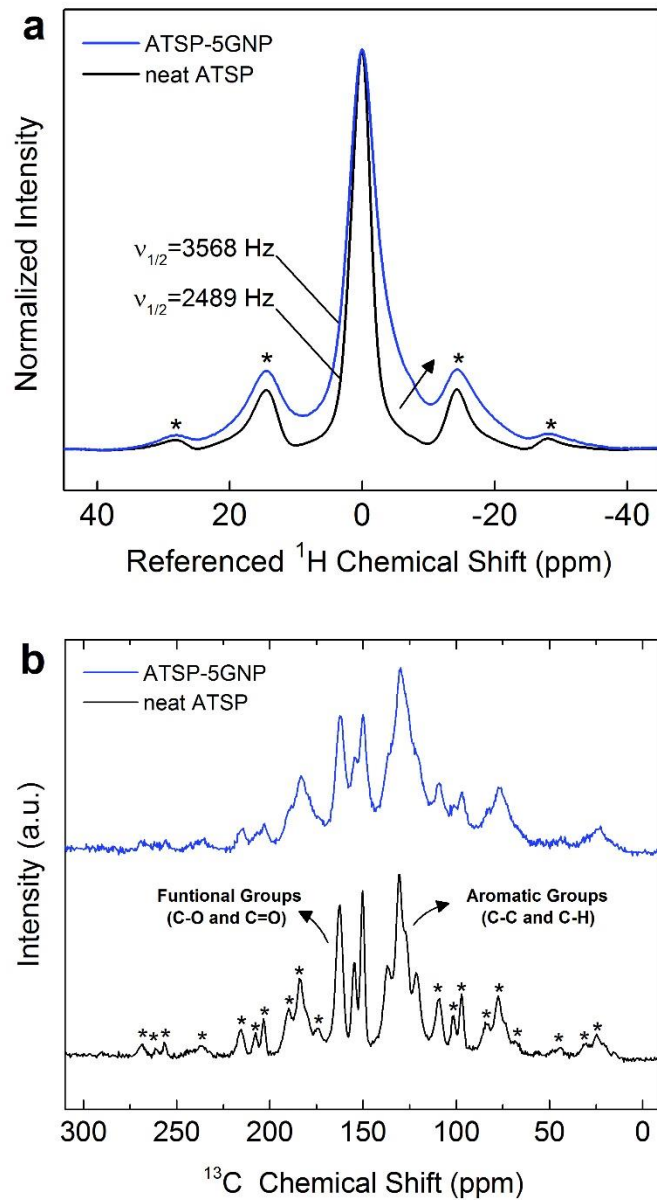 a
ATSP-5GNP
neat ATSP
Normalized Intensity
ν1/2=3568 Hz
ν1/2=2489 Hz
* * * *
40 20 0 -20 -40
Referenced 1H Chemical Shift (ppm)
b
ATSP-5GNP
neat ATSP
Intensity (a.u.)
Funtional Groups
(C-O and C=O)
Aromatic Groups
(C-C and C-H)
* * * * * * * * * * * * * * * * * * *
300 250 200 150 100 50 0
13C Chemical Shift (ppm)